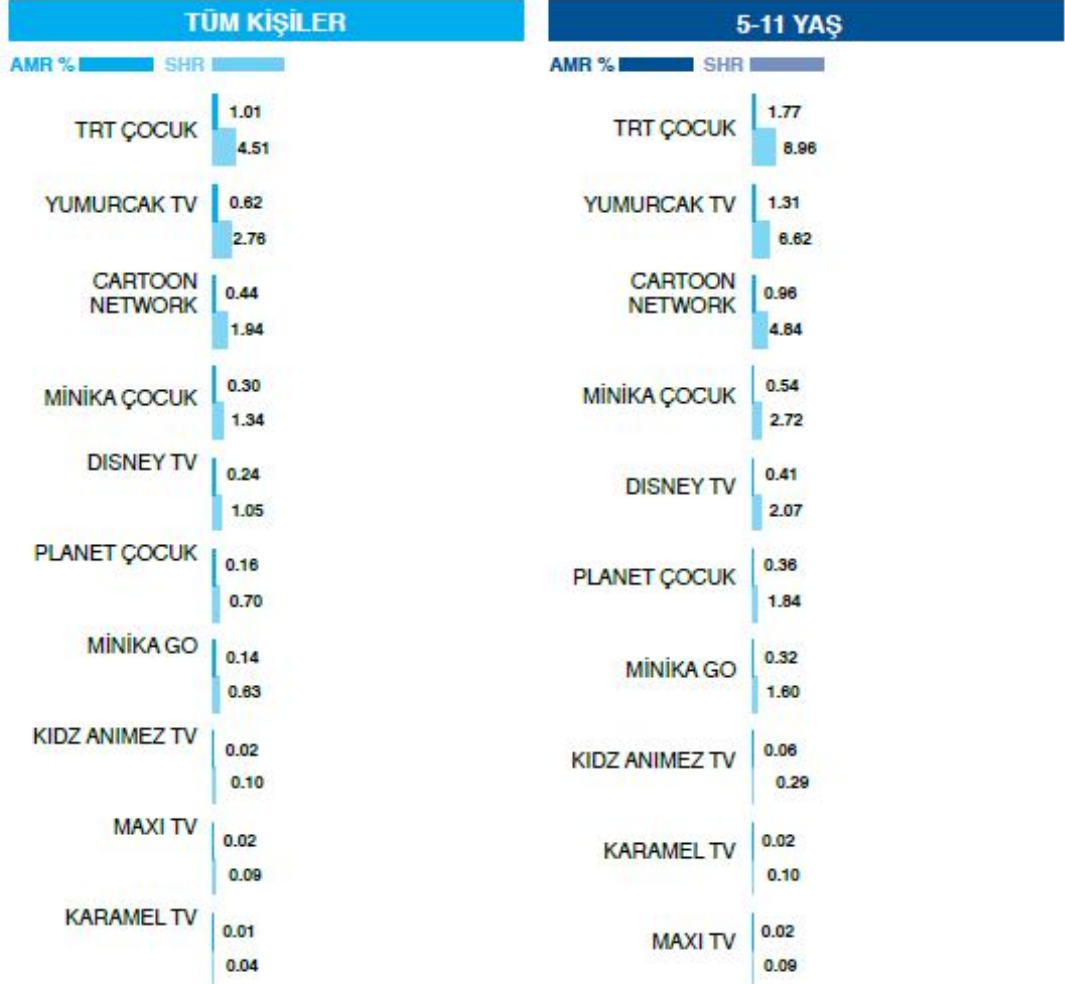 TÜM KİŞİLER
AMR % SHR
TRT ÇOCUK
1.01
4.51
YUMURCAK TV
0.62
2.76
CARTOON
NETWORK
0.44
1.94
MİNİKA ÇOCUK
0.30
1.34
DISNEY TV
0.24
1.05
PLANET ÇOCUK
0.16
0.70
MİNİKA GO
0.14
0.63
KIDZ ANIMEZ TV
0.02
0.10
MAXI TV
0.02
0.09
KARAMEL TV
0.01
0.04
5-11 YAŞ
AMR % SHR
TRT ÇOCUK
1.77
8.96
YUMURCAK TV
1.31
6.62
CARTOON
NETWORK
0.96
4.84
MİNİKA ÇOCUK
0.54
2.72
DISNEY TV
0.41
2.07
PLANET ÇOCUK
0.36
1.84
MİNİKA GO
0.32
1.60
KIDZ ANIMEZ TV
0.06
0.29
KARAMEL TV
0.02
0.10
MAXI TV
0.02
0.09